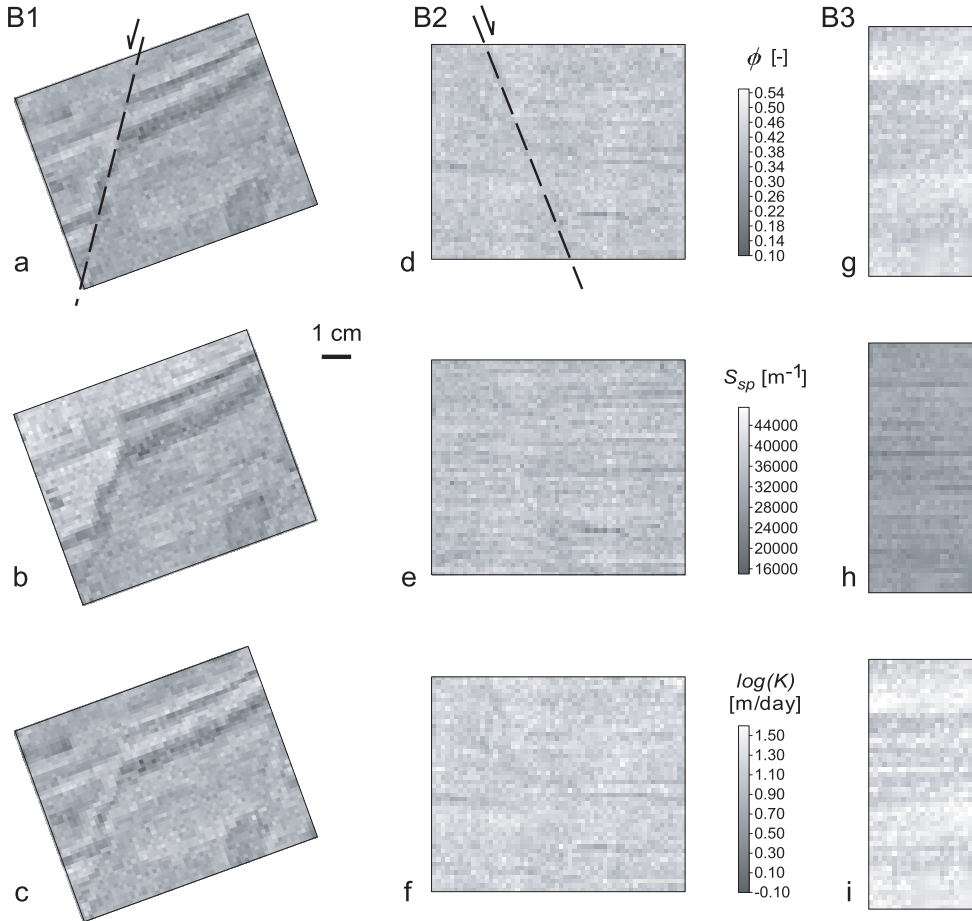 B1
B2
B3
ϕ [-]
0.54
0.50
0.46
0.42
0.38
0.34
0.30
0.26
0.22
0.18
0.14
0.10
a
d
g
1 cm
Ssp [m-1]
44000
40000
36000
32000
28000
24000
20000
16000
b
e
h
log(K)
[m/day]
1.50
1.30
1.10
0.90
0.70
0.50
0.30
0.10
-0.10
c
f
i